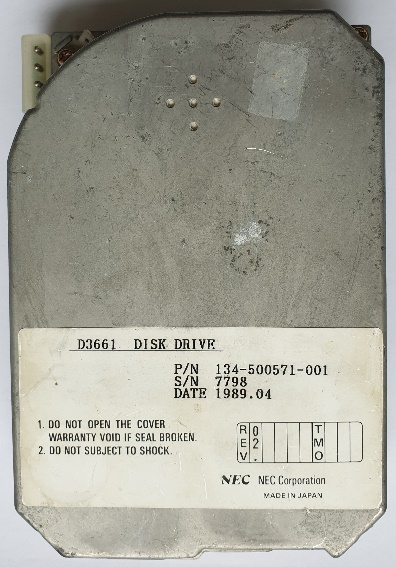 D3661 DISK DRIVE
P/N 134-500571-001
S/N 7798
DATE 1989.04
1. DO NOT OPEN THE COVER
WARRANTY VOID IF SEAL BROKEN.
2. DO NOT SUBJECT TO SHOCK.
REV. 02 TMO
NEC NEC Corporation
MADE IN JAPAN